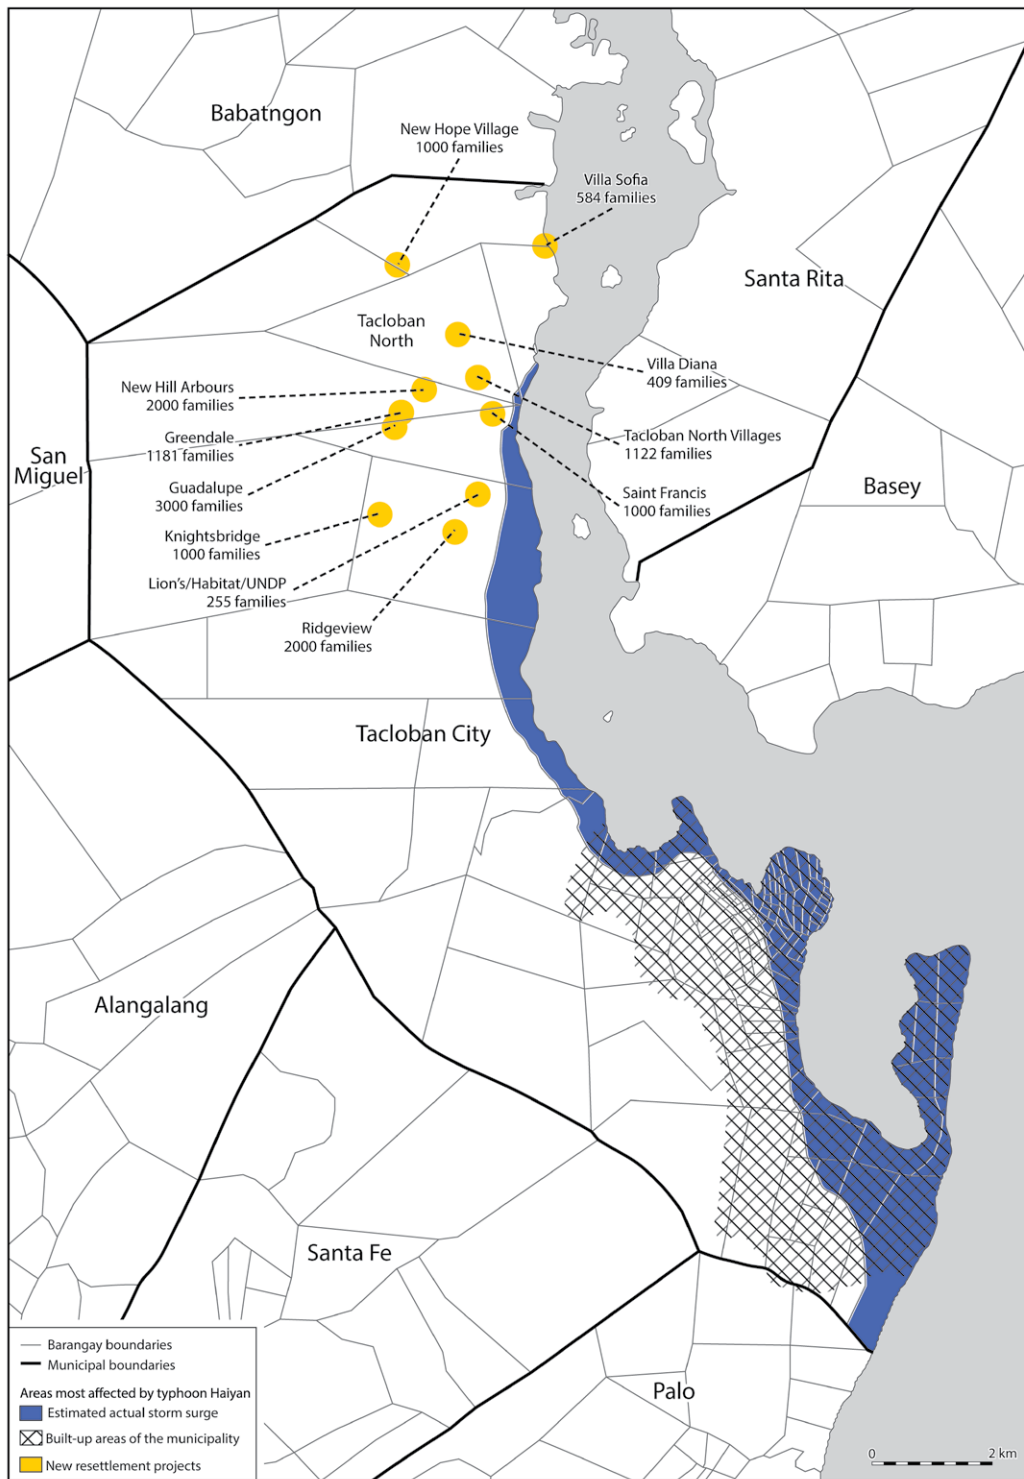 Babatngon
New Hope Village
1000 families
Villa Sofia
584 families
Santa Rita
Tacloban
North
Villa Diana
409 families
New Hill Arbours
2000 families
Greendale
1181 families
Tacloban North Villages
1122 families
San
Miguel
Guadalupe
3000 families
Saint Francis
1000 families
Basey
Knightsbridge
1000 families
Lion's/Habitat/UNDP
255 families
Ridgeview
2000 families
Tacloban City
Alangalang
Santa Fe
Palo
Barangay boundaries
Municipal boundaries
Areas most affected by typhoon Haiyan
Estimated actual storm surge
Built-up areas of the municipality
New resettlement projects
0 2 km